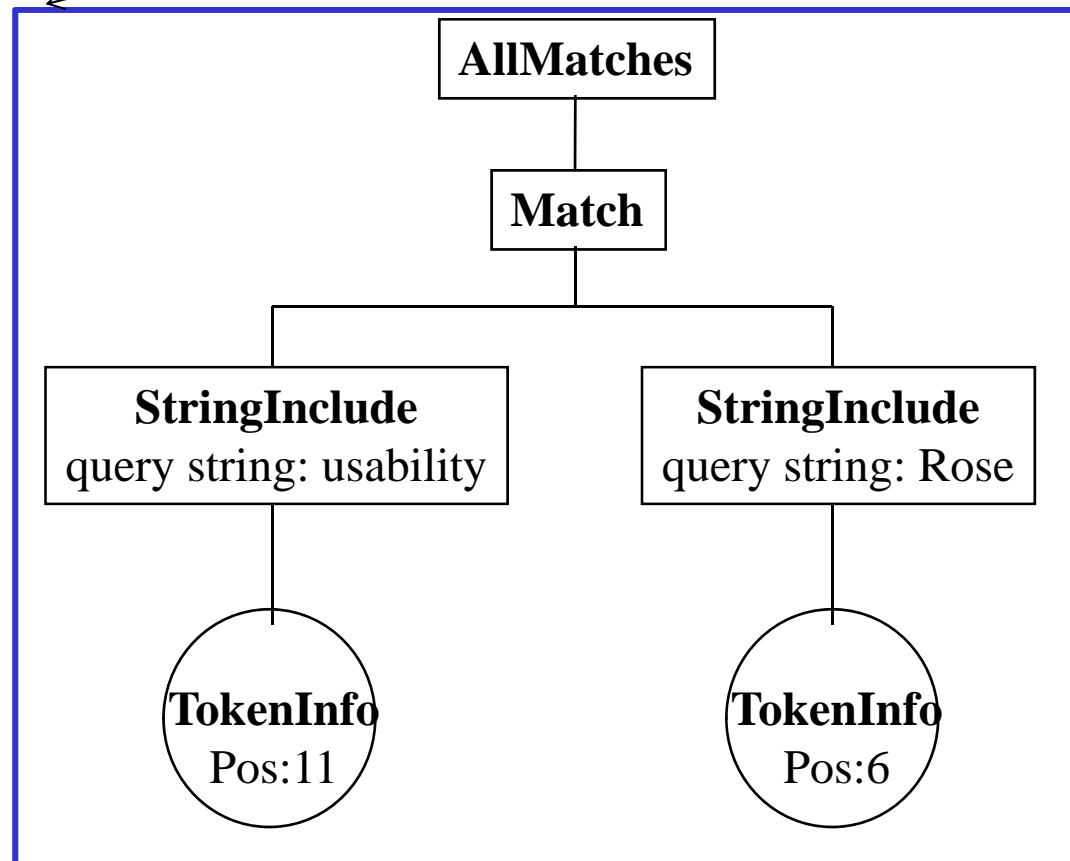 AllMatches
Match
StringInclude
query string: usability
StringInclude
query string: Rose
TokenInfo
Pos:11
TokenInfo
Pos:6